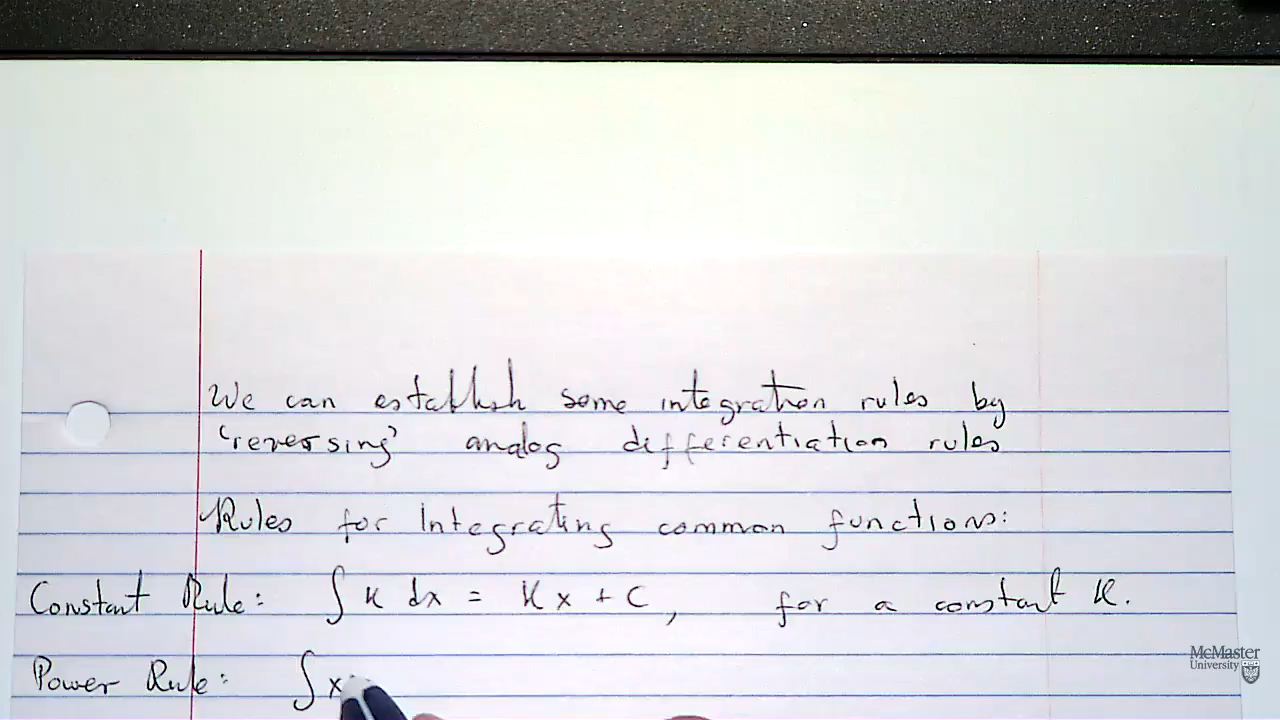 We can establish some integration rules by
'reversing' analog differentiation rules
Rules for Integrating common functions:
Constant Rule: ∫ k dx = kx + C, for a constant k.
Power Rule: ∫ x
McMaster
University